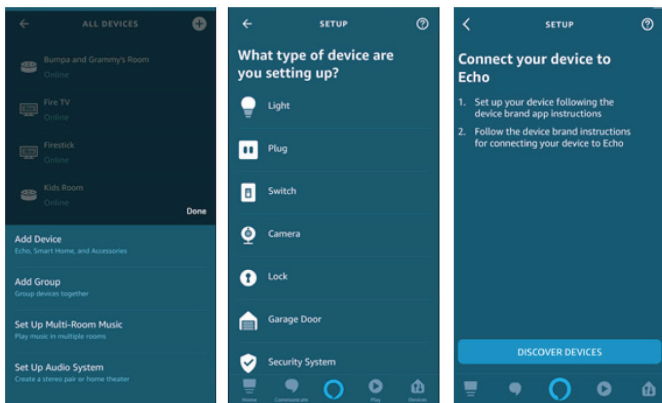 ALL DEVICES
Bumpa and Grammy's Room
Online
Fire TV
Online
Firestick
Online
Kids Room
Online
Done
Add Device
Echo, Smart Home, and Accessories
Add Group
Group devices together
Set Up Multi-Room Music
Play music in multiple rooms
Set Up Audio System
Create a stereo pair or home theater
SETUP
What type of device are
you setting up?
Light
Plug
Switch
Camera
Lock
Garage Door
Security System
Home Communicate Play Devices
SETUP
Connect your device to
Echo
1. Set up your device following the
device brand app instructions
2. Follow the device brand instructions
for connecting your device to Echo
DISCOVER DEVICES